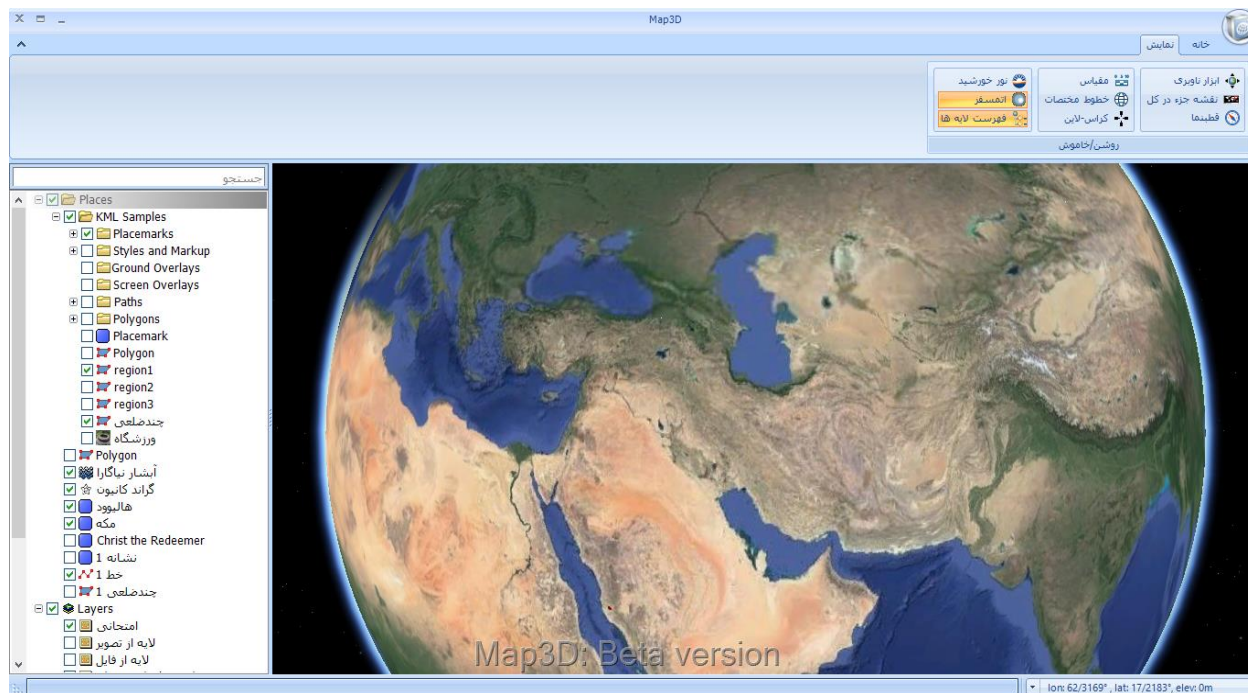 Map3D
خانه
نمایش
ابزار ناوبری
نقشه جزء در کل
قطبنما
مقیاس
خطوط مختصات
کراس-لاین
نور خورشید
اتمسفر
فهرست لایه ها
روشن/خاموش
جستجو
Places
KML Samples
Placemarks
Styles and Markup
Ground Overlays
Screen Overlays
Paths
Polygons
Placemark
Polygon
region1
region2
region3
چندضلعی
ورزشگاه
Polygon
آبشار نیاگارا
گراند کانیون
هالیوود
مکه
Christ the Redeemer
نشانه 1
خط 1
چندضلعی 1
Layers
امتحانی
لایه از تصویر
لایه از فایل
Map3D: Beta version
lon: 62/3169° , lat: 17/2183°, elev: 0m